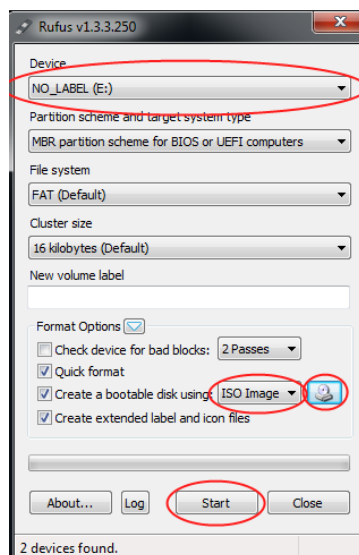 Rufus v1.3.3.250
Device
NO_LABEL (E:)
Partition scheme and target system type
MBR partition scheme for BIOS or UEFI computers
File system
FAT (Default)
Cluster size
16 kilobytes (Default)
New volume label
Format Options
Check device for bad blocks: 2 Passes
Quick format
Create a bootable disk using: ISO Image
Create extended label and icon files
About... Log Start Close
2 devices found.